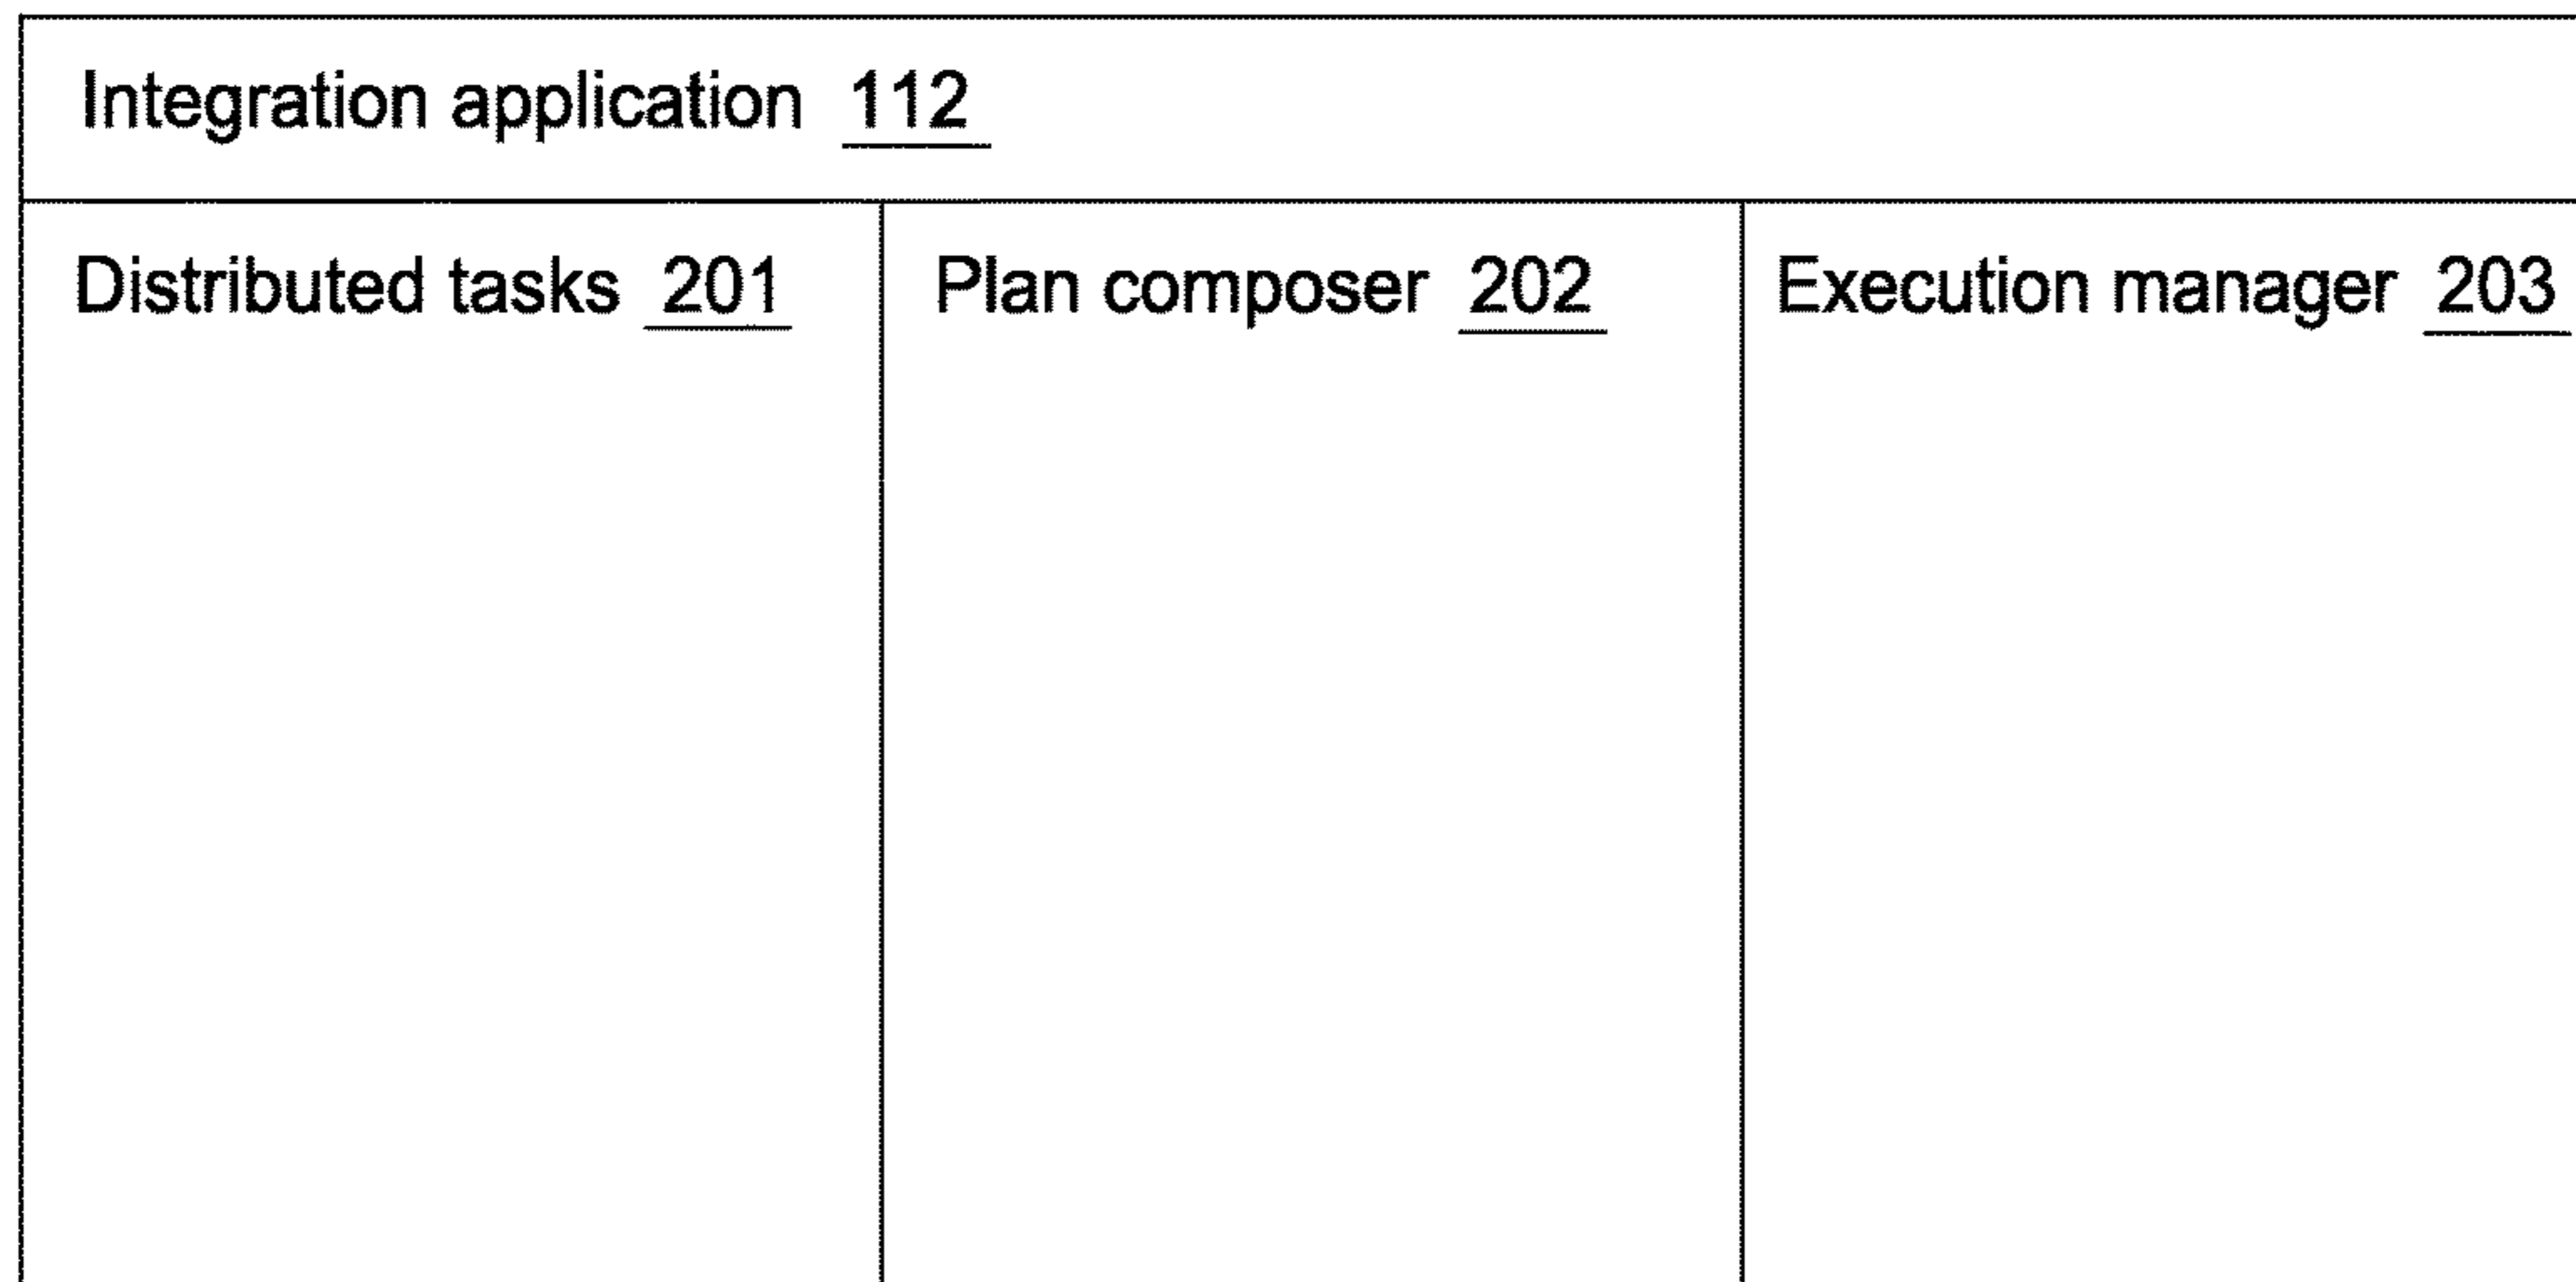 Integration application 112
Distributed tasks 201
Plan composer 202
Execution manager 203